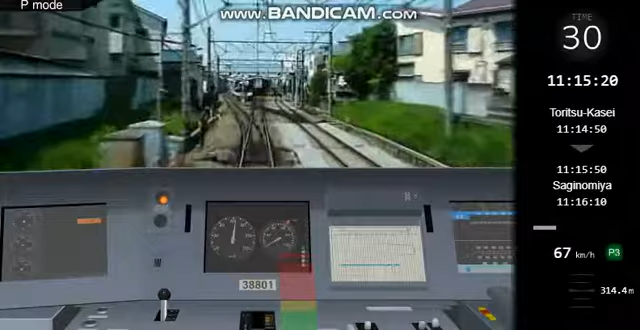 P mode
WWW.BANDICAM.COM
TIME
30
11:15:20
Toritsu-Kasei
11:14:50
11:15:50
Saginomiya
11:16:10
67 km/h P3
314.4 m
38801